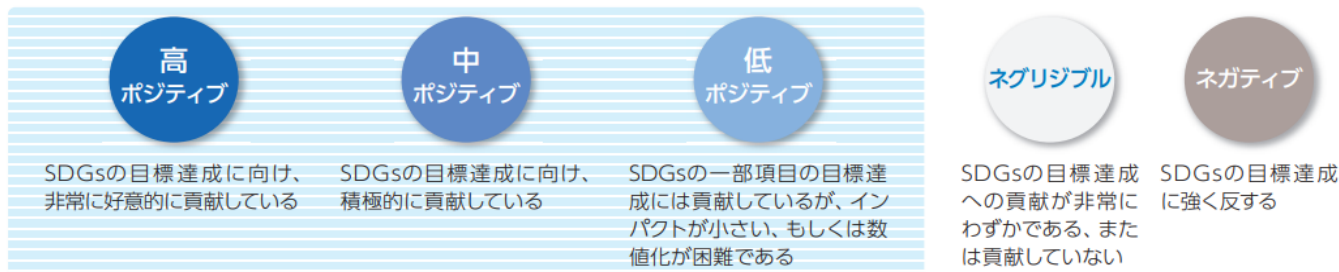 高
ポジティブ
中
ポジティブ
低
ポジティブ
ネグリジブル
ネガティブ
SDGsの目標達成に向け、
非常に好意的に貢献している
SDGsの目標達成に向け、
積極的に貢献している
SDGsの一部項目の目標達
成には貢献しているが、イン
パクトが小さい、もしくは数
値化が困難である
SDGsの目標達成
への貢献が非常に
わずかである、また
は貢献していない
SDGsの目標達成
に強く反する